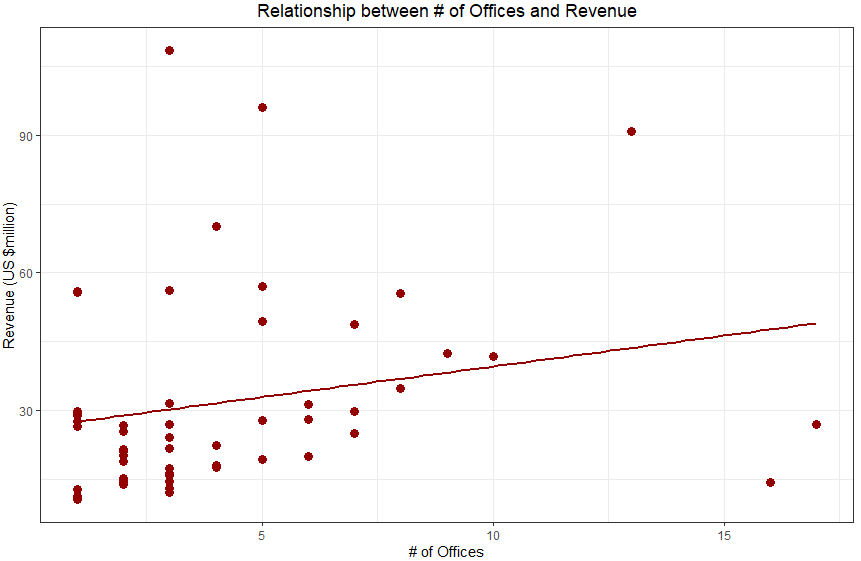 Relationship between # of Offices and Revenue
Revenue (US $million)
90
60
30
5
10
15
# of Offices